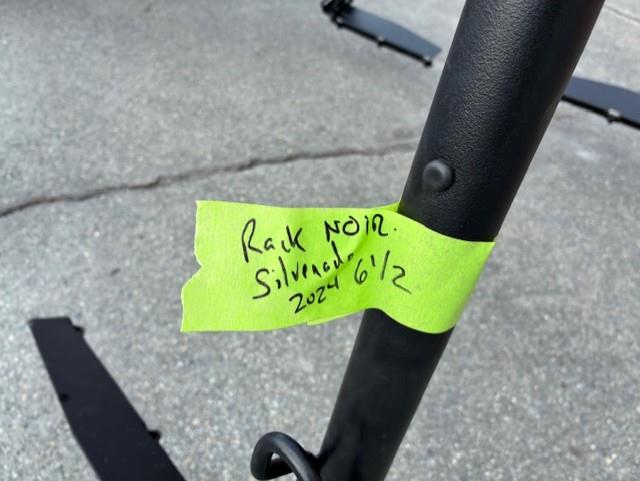 Rack NOIR.
Silverado 6'1/2
2024